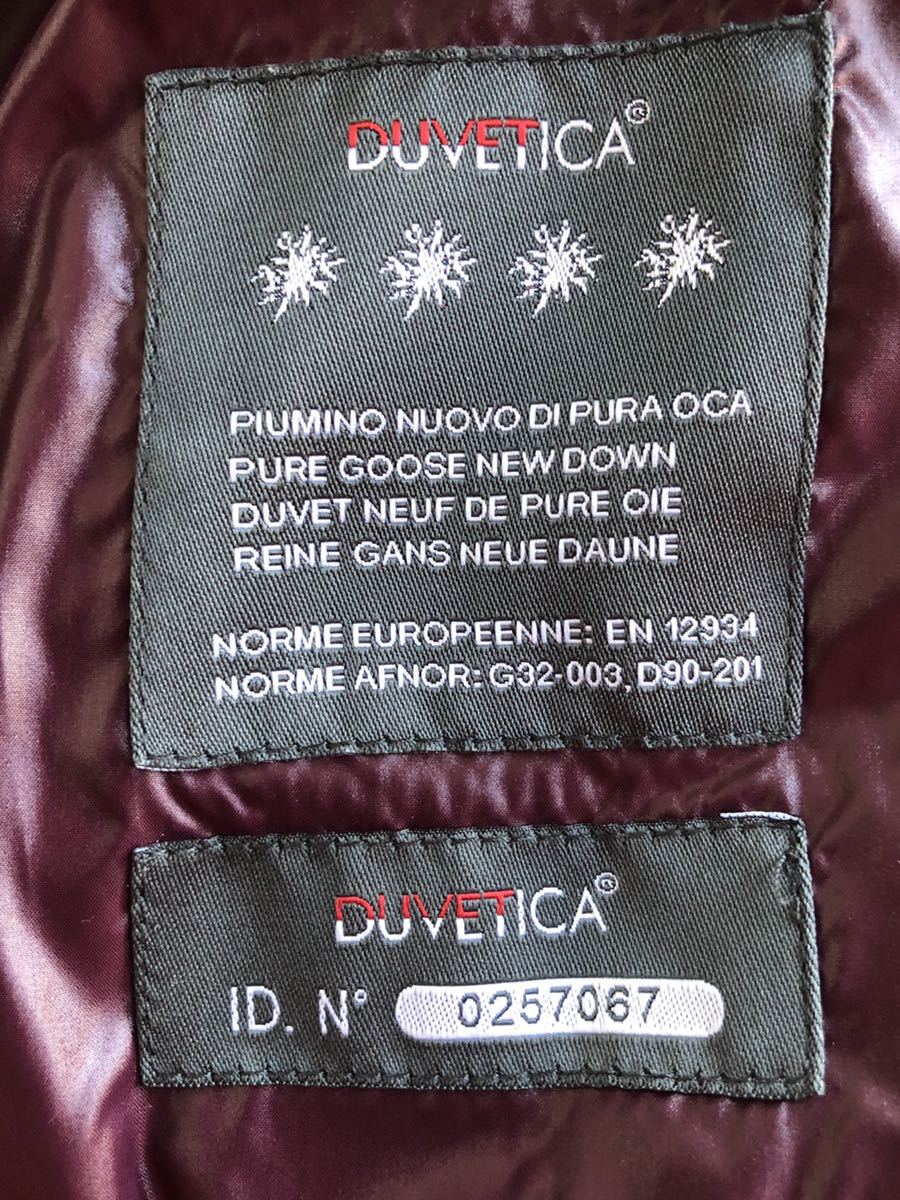 DUVETICA®
PIUMINO NUOVO DI PURA OCA
PURE GOOSE NEW DOWN
DUVET NEUF DE PURE OIE
REINE GANS NEUE DAUNE
NORME EUROPEENNE: EN 12934
NORME AFNOR: G32-003, D90-201
DUVETICA®
ID. N° 0257067